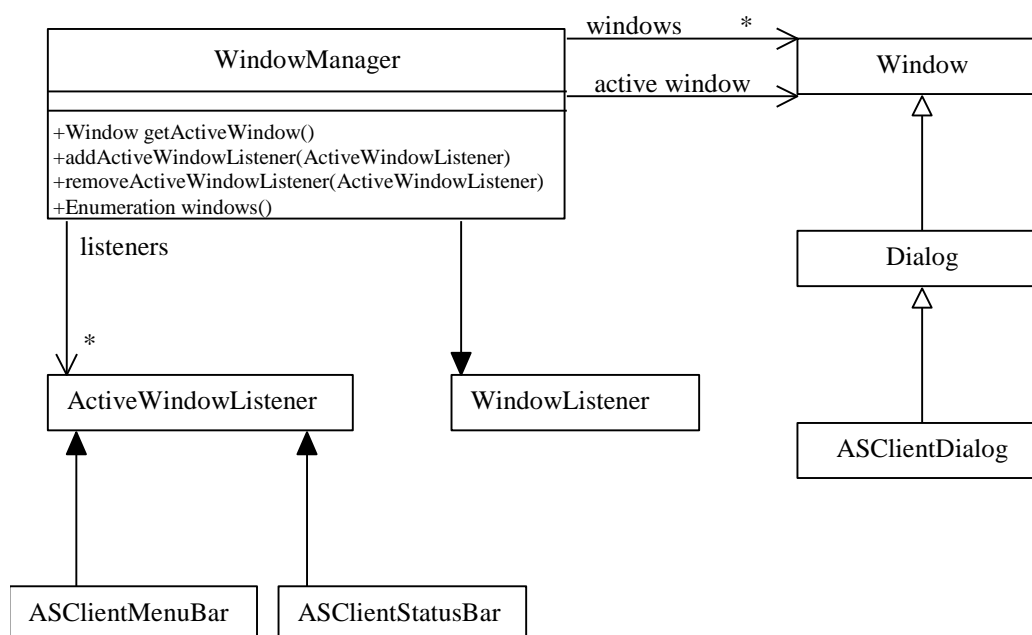 windows *
WindowManager
Window
active window
+Window getActiveWindow()
+addActiveWindowListener(ActiveWindowListener)
+removeActiveWindowListener(ActiveWindowListener)
+Enumeration windows()
listeners
Dialog
*
ActiveWindowListener
WindowListener
ASClientDialog
ASClientMenuBar
ASClientStatusBar